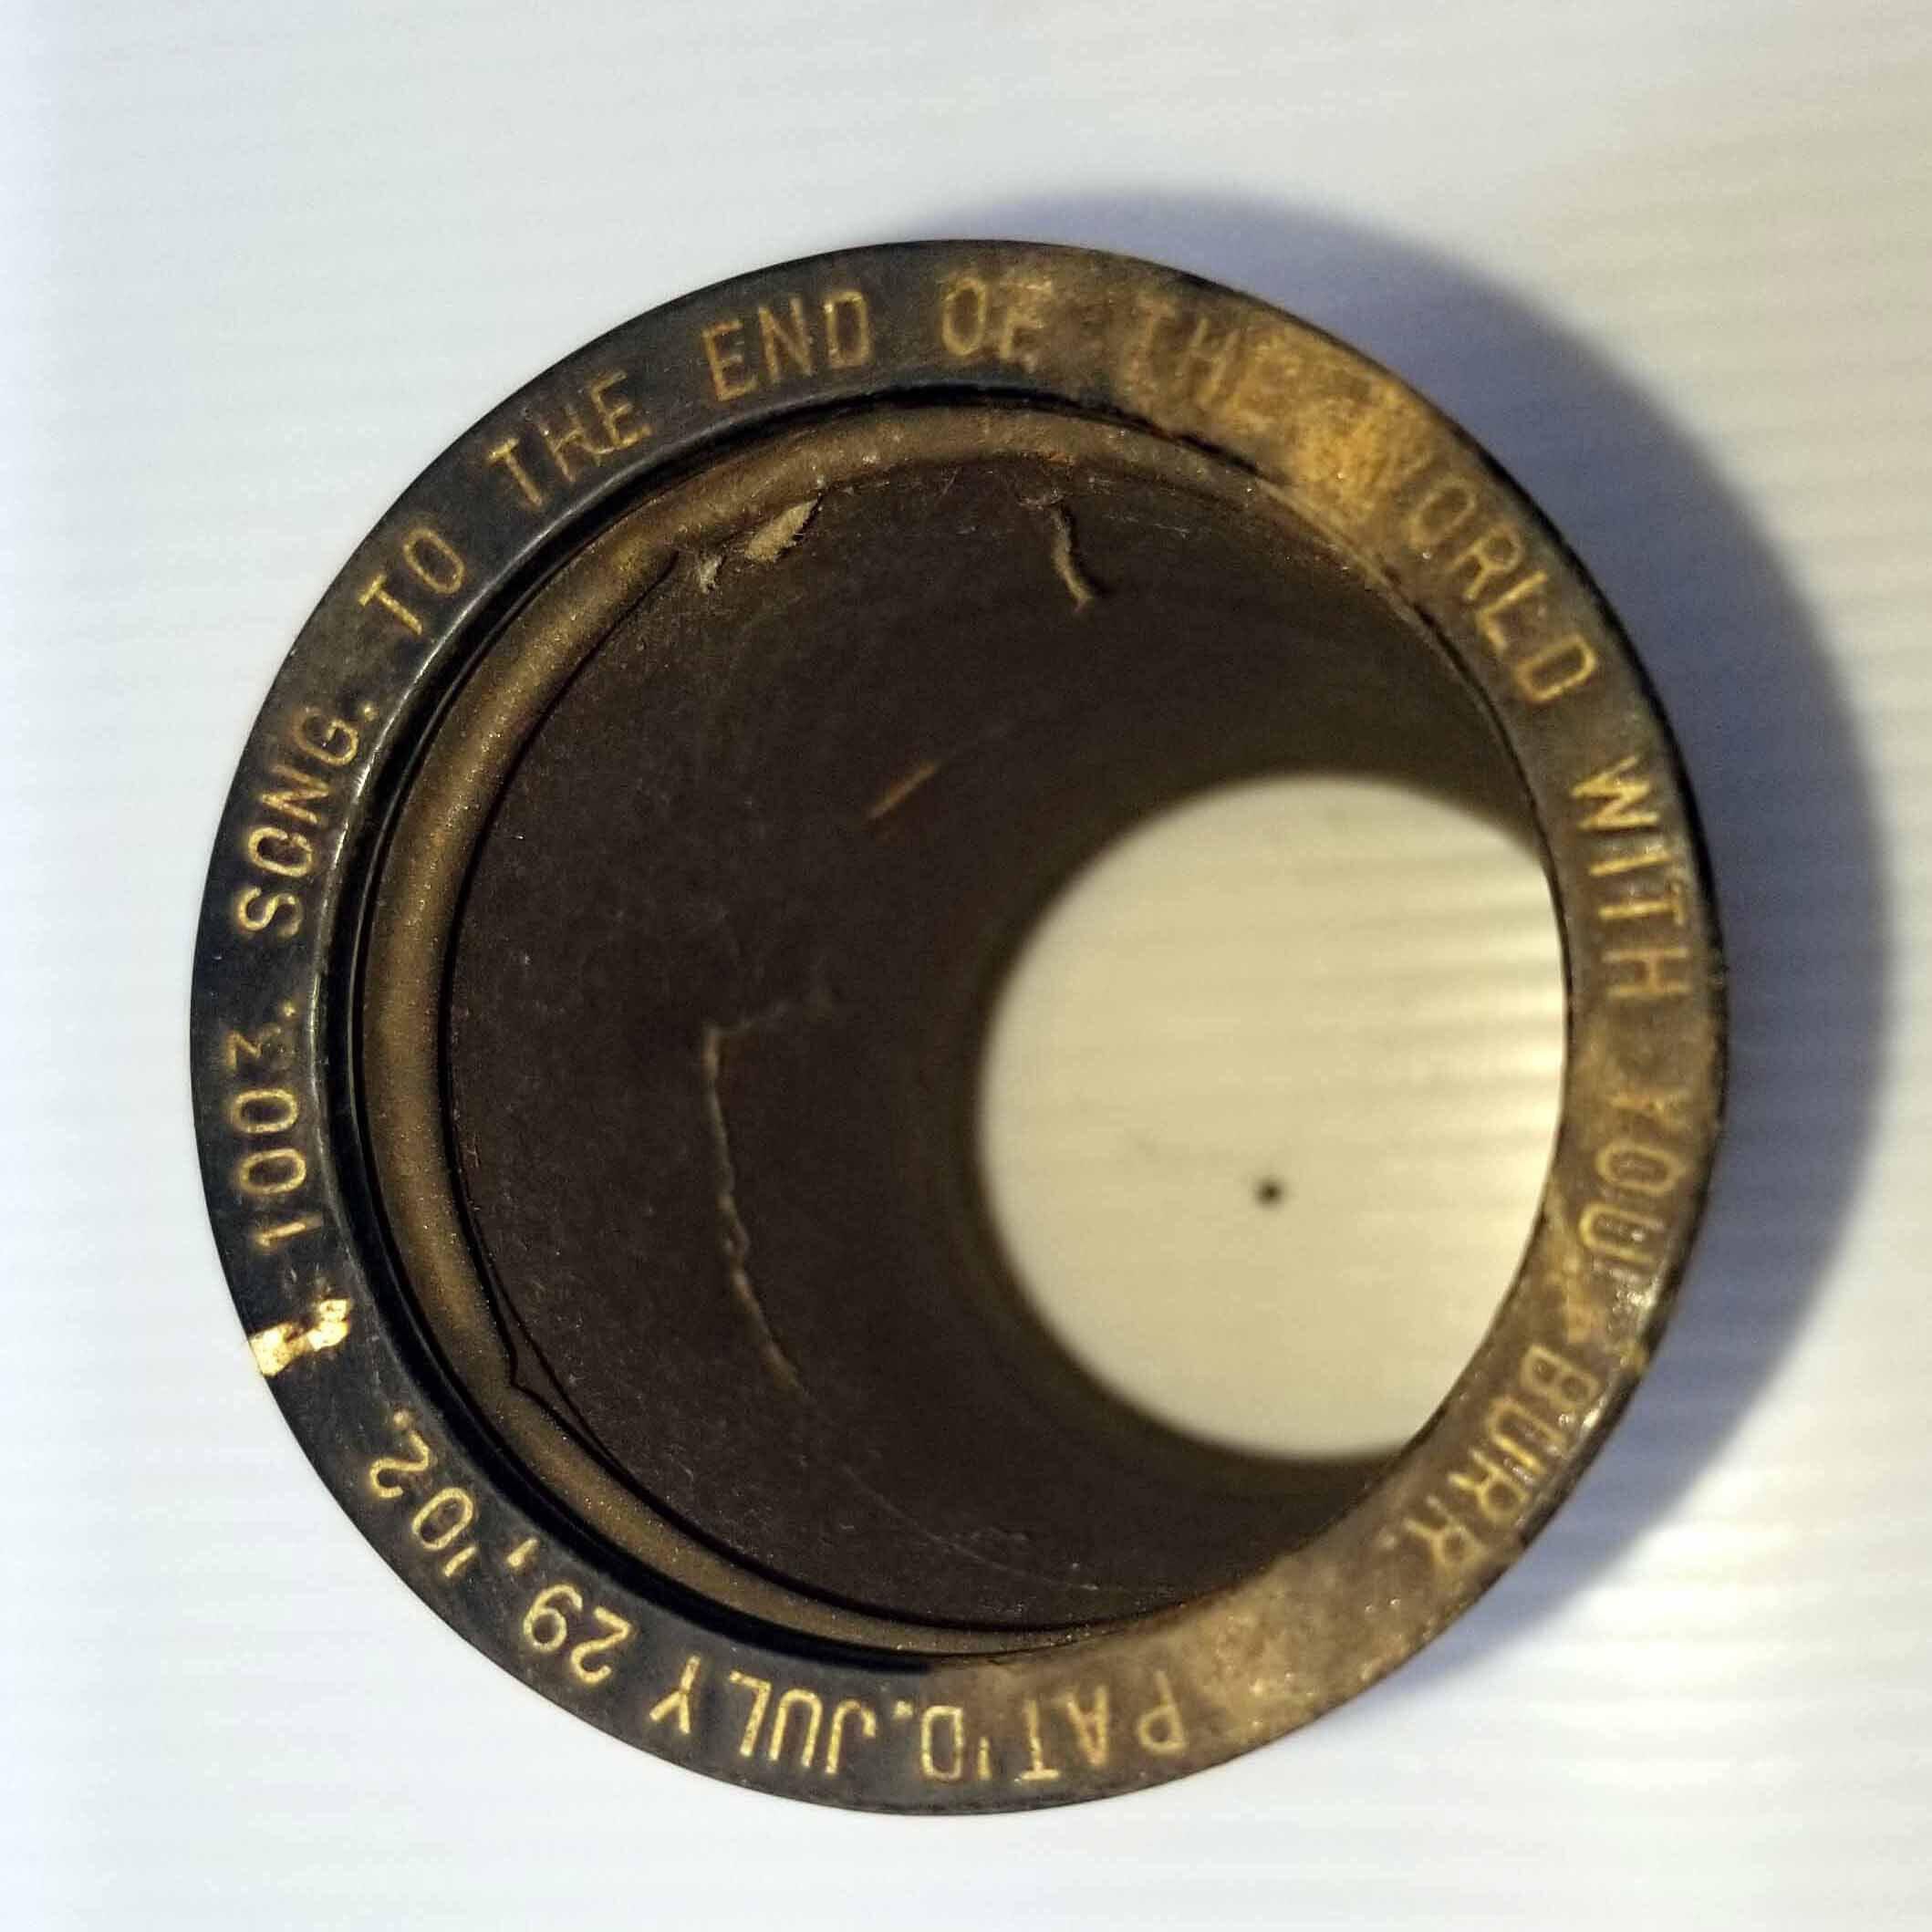 1003. SONG. TO THE END OF THE WORLD WITH YOU. BURR. PAT'D. JULY 29, '02.